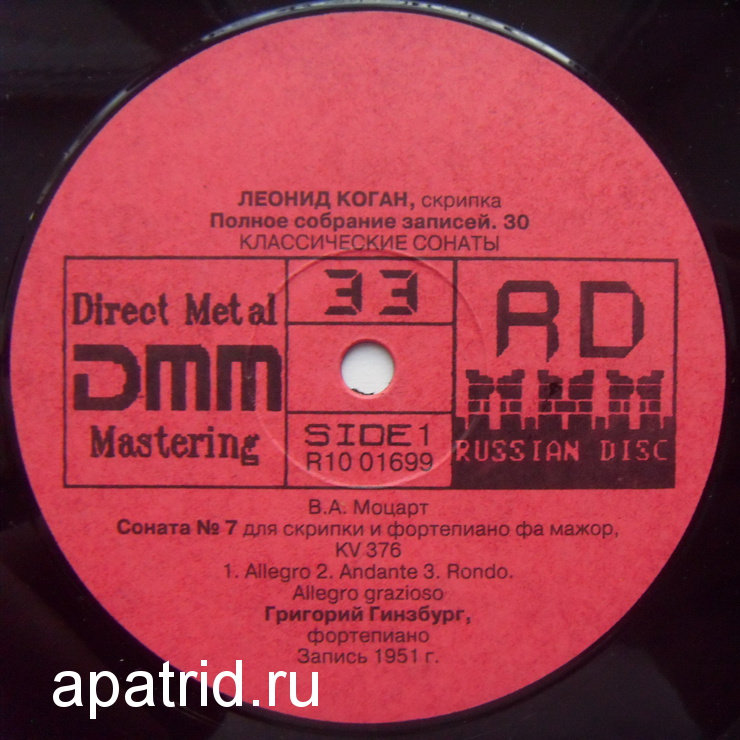 ЛЕОНИД КОГАН, скрипка
Полное собрание записей. 30
КЛАССИЧЕСКИЕ СОНАТЫ
Direct Metal
DMM
Mastering
33
SIDE 1
R10 01699
RD
RUSSIAN DISC
В.А. Моцарт
Соната № 7 для скрипки и фортепиано фа мажор,
KV 376
1. Allegro 2. Andante 3. Rondo.
Allegro grazioso
Григорий Гинзбург,
фортепиано
Запись 1951 г.
apatrid.ru